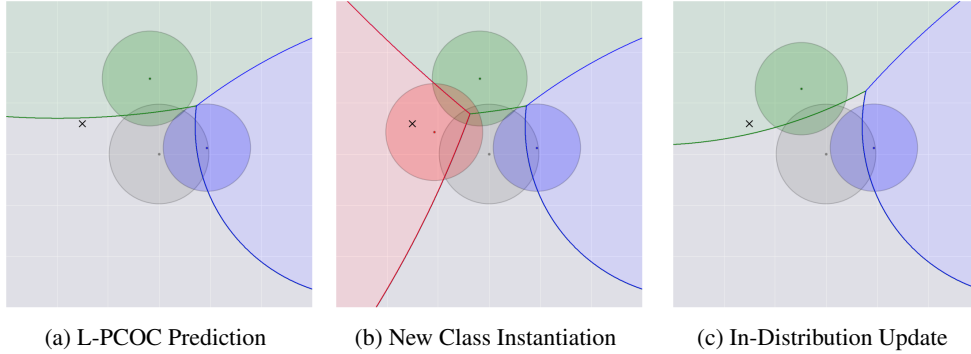 (a) L-PCOC Prediction
(b) New Class Instantiation
(c) In-Distribution Update